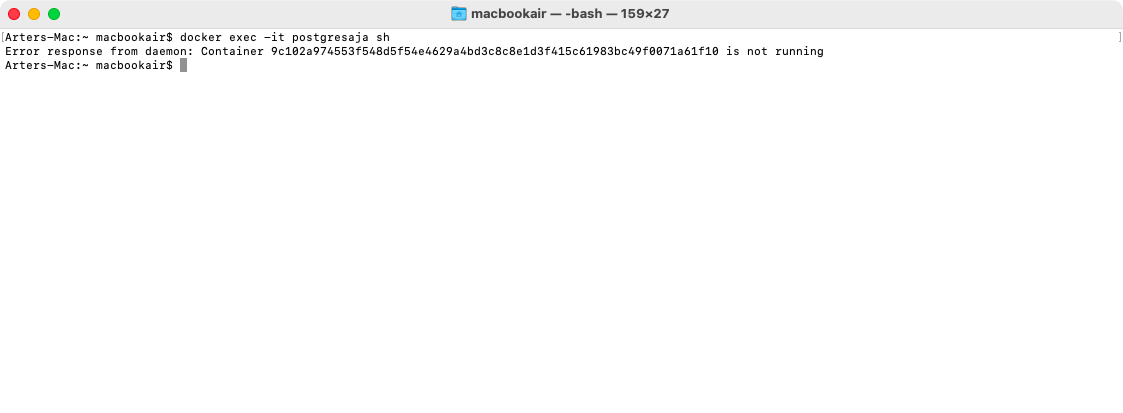 macbookair — -bash — 159×27
[Arters-Mac:~ macbookair$ docker exec -it postgresaja sh ]
Error response from daemon: Container 9c102a974553f548d5f54e4629a4bd3c8c8e1d3f415c61983bc49f0071a61f10 is not running
Arters-Mac:~ macbookair$